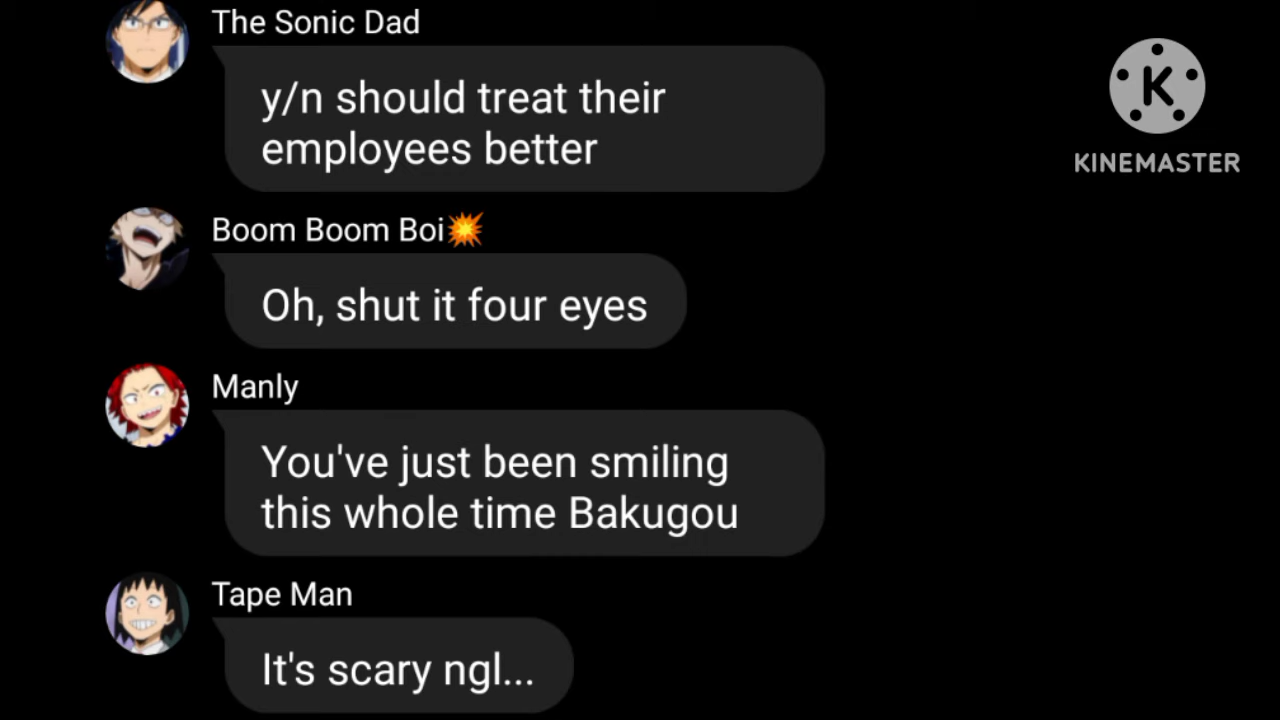 The Sonic Dad
y/n should treat their
employees better
K
KINEMASTER
Boom Boom Boi💥
Oh, shut it four eyes
Manly
You've just been smiling
this whole time Bakugou
Tape Man
It's scary ngl...